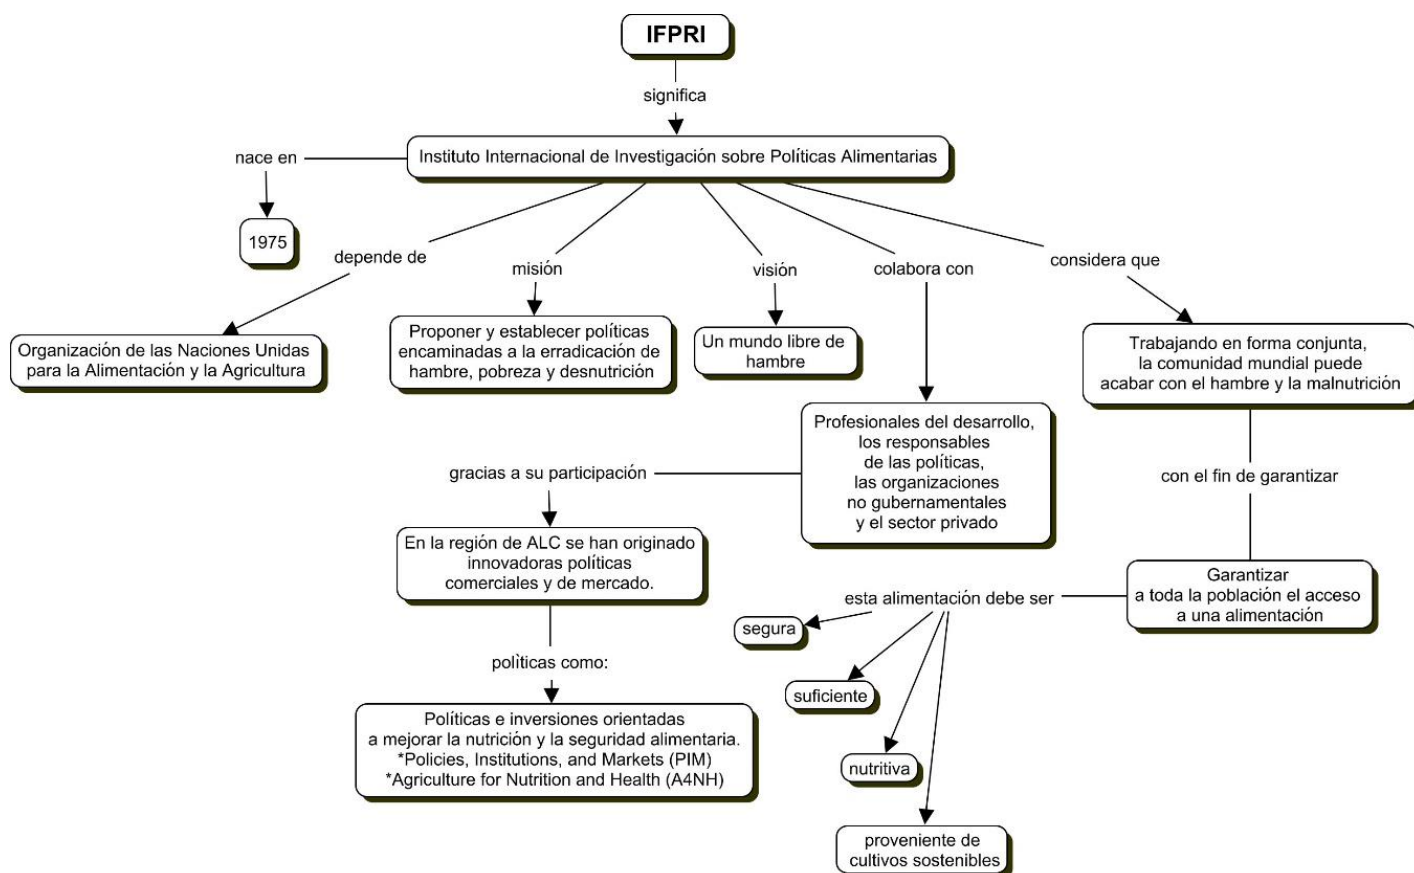 IFPRI
significa
Instituto Internacional de Investigación sobre Políticas Alimentarias
nace en
1975
depende de
Organización de las Naciones Unidas
para la Alimentación y la Agricultura
misión
Proponer y establecer políticas
encaminadas a la erradicación de
hambre, pobreza y desnutrición
visión
Un mundo libre de
hambre
colabora con
Profesionales del desarrollo,
los responsables
de las políticas,
las organizaciones
no gubernamentales
y el sector privado
gracias a su participación
En la región de ALC se han originado
innovadoras políticas
comerciales y de mercado.
polìticas como:
Políticas e inversiones orientadas
a mejorar la nutrición y la seguridad alimentaria.
*Policies, Institutions, and Markets (PIM)
*Agriculture for Nutrition and Health (A4NH)
considera que
Trabajando en forma conjunta,
la comunidad mundial puede
acabar con el hambre y la malnutrición
con el fin de garantizar
Garantizar
a toda la población el acceso
a una alimentación
esta alimentación debe ser
segura
suficiente
nutritiva
proveniente de
cultivos sostenibles